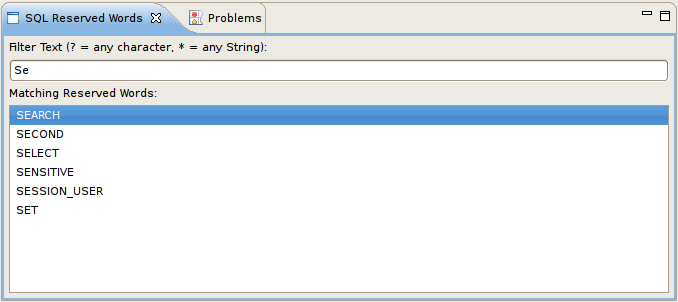 SQL Reserved Words Problems
Filter Text (? = any character, * = any String):
Se
Matching Reserved Words:
SEARCH
SECOND
SELECT
SENSITIVE
SESSION_USER
SET